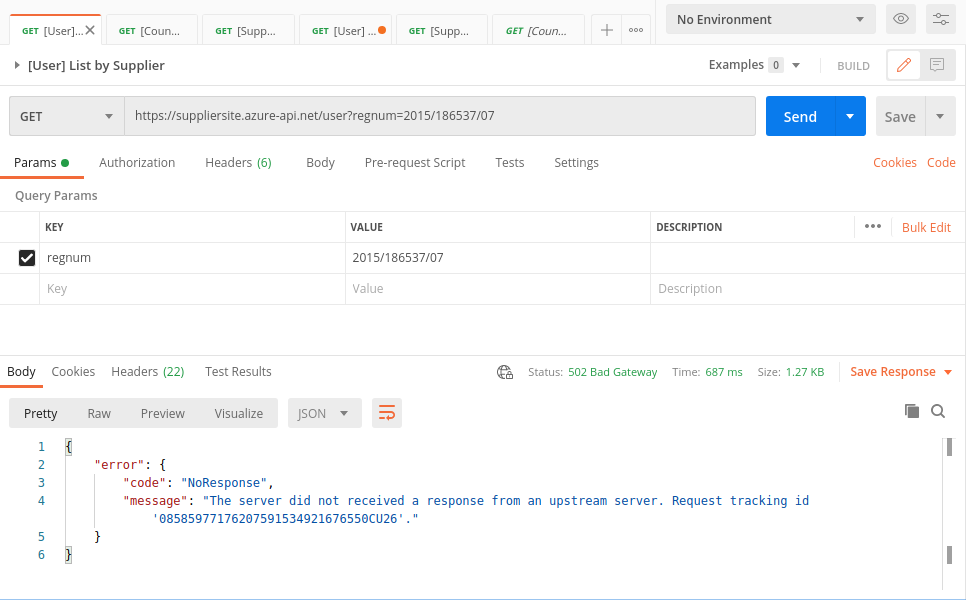 GET [User]... GET [Coun... GET [Supp... GET [User] ... GET [Supp... GET [Coun... No Environment
[User] List by Supplier Examples 0 BUILD
GET https://suppliersite.azure-api.net/user?regnum=2015/186537/07 Send Save
Params Authorization Headers (6) Body Pre-request Script Tests Settings Cookies Code
Query Params
KEY VALUE DESCRIPTION Bulk Edit
regnum 2015/186537/07
Key Value Description
Body Cookies Headers (22) Test Results Status: 502 Bad Gateway Time: 687 ms Size: 1.27 KB Save Response
Pretty Raw Preview Visualize JSON
1 {
2 "error": {
3 "code": "NoResponse",
4 "message": "The server did not received a response from an upstream server. Request tracking id
'08585977176207591534921676550CU26'."
5 }
6 }